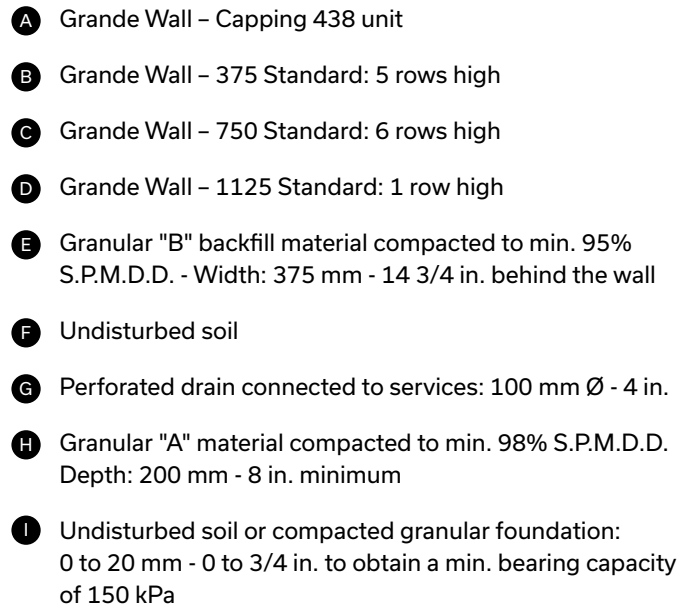 A Grande Wall – Capping 438 unit
B Grande Wall – 375 Standard: 5 rows high
C Grande Wall – 750 Standard: 6 rows high
D Grande Wall – 1125 Standard: 1 row high
E Granular "B" backfill material compacted to min. 95%
S.P.M.D.D. - Width: 375 mm - 14 3/4 in. behind the wall
F Undisturbed soil
G Perforated drain connected to services: 100 mm Ø - 4 in.
H Granular "A" material compacted to min. 98% S.P.M.D.D.
Depth: 200 mm - 8 in. minimum
I Undisturbed soil or compacted granular foundation:
0 to 20 mm - 0 to 3/4 in. to obtain a min. bearing capacity
of 150 kPa